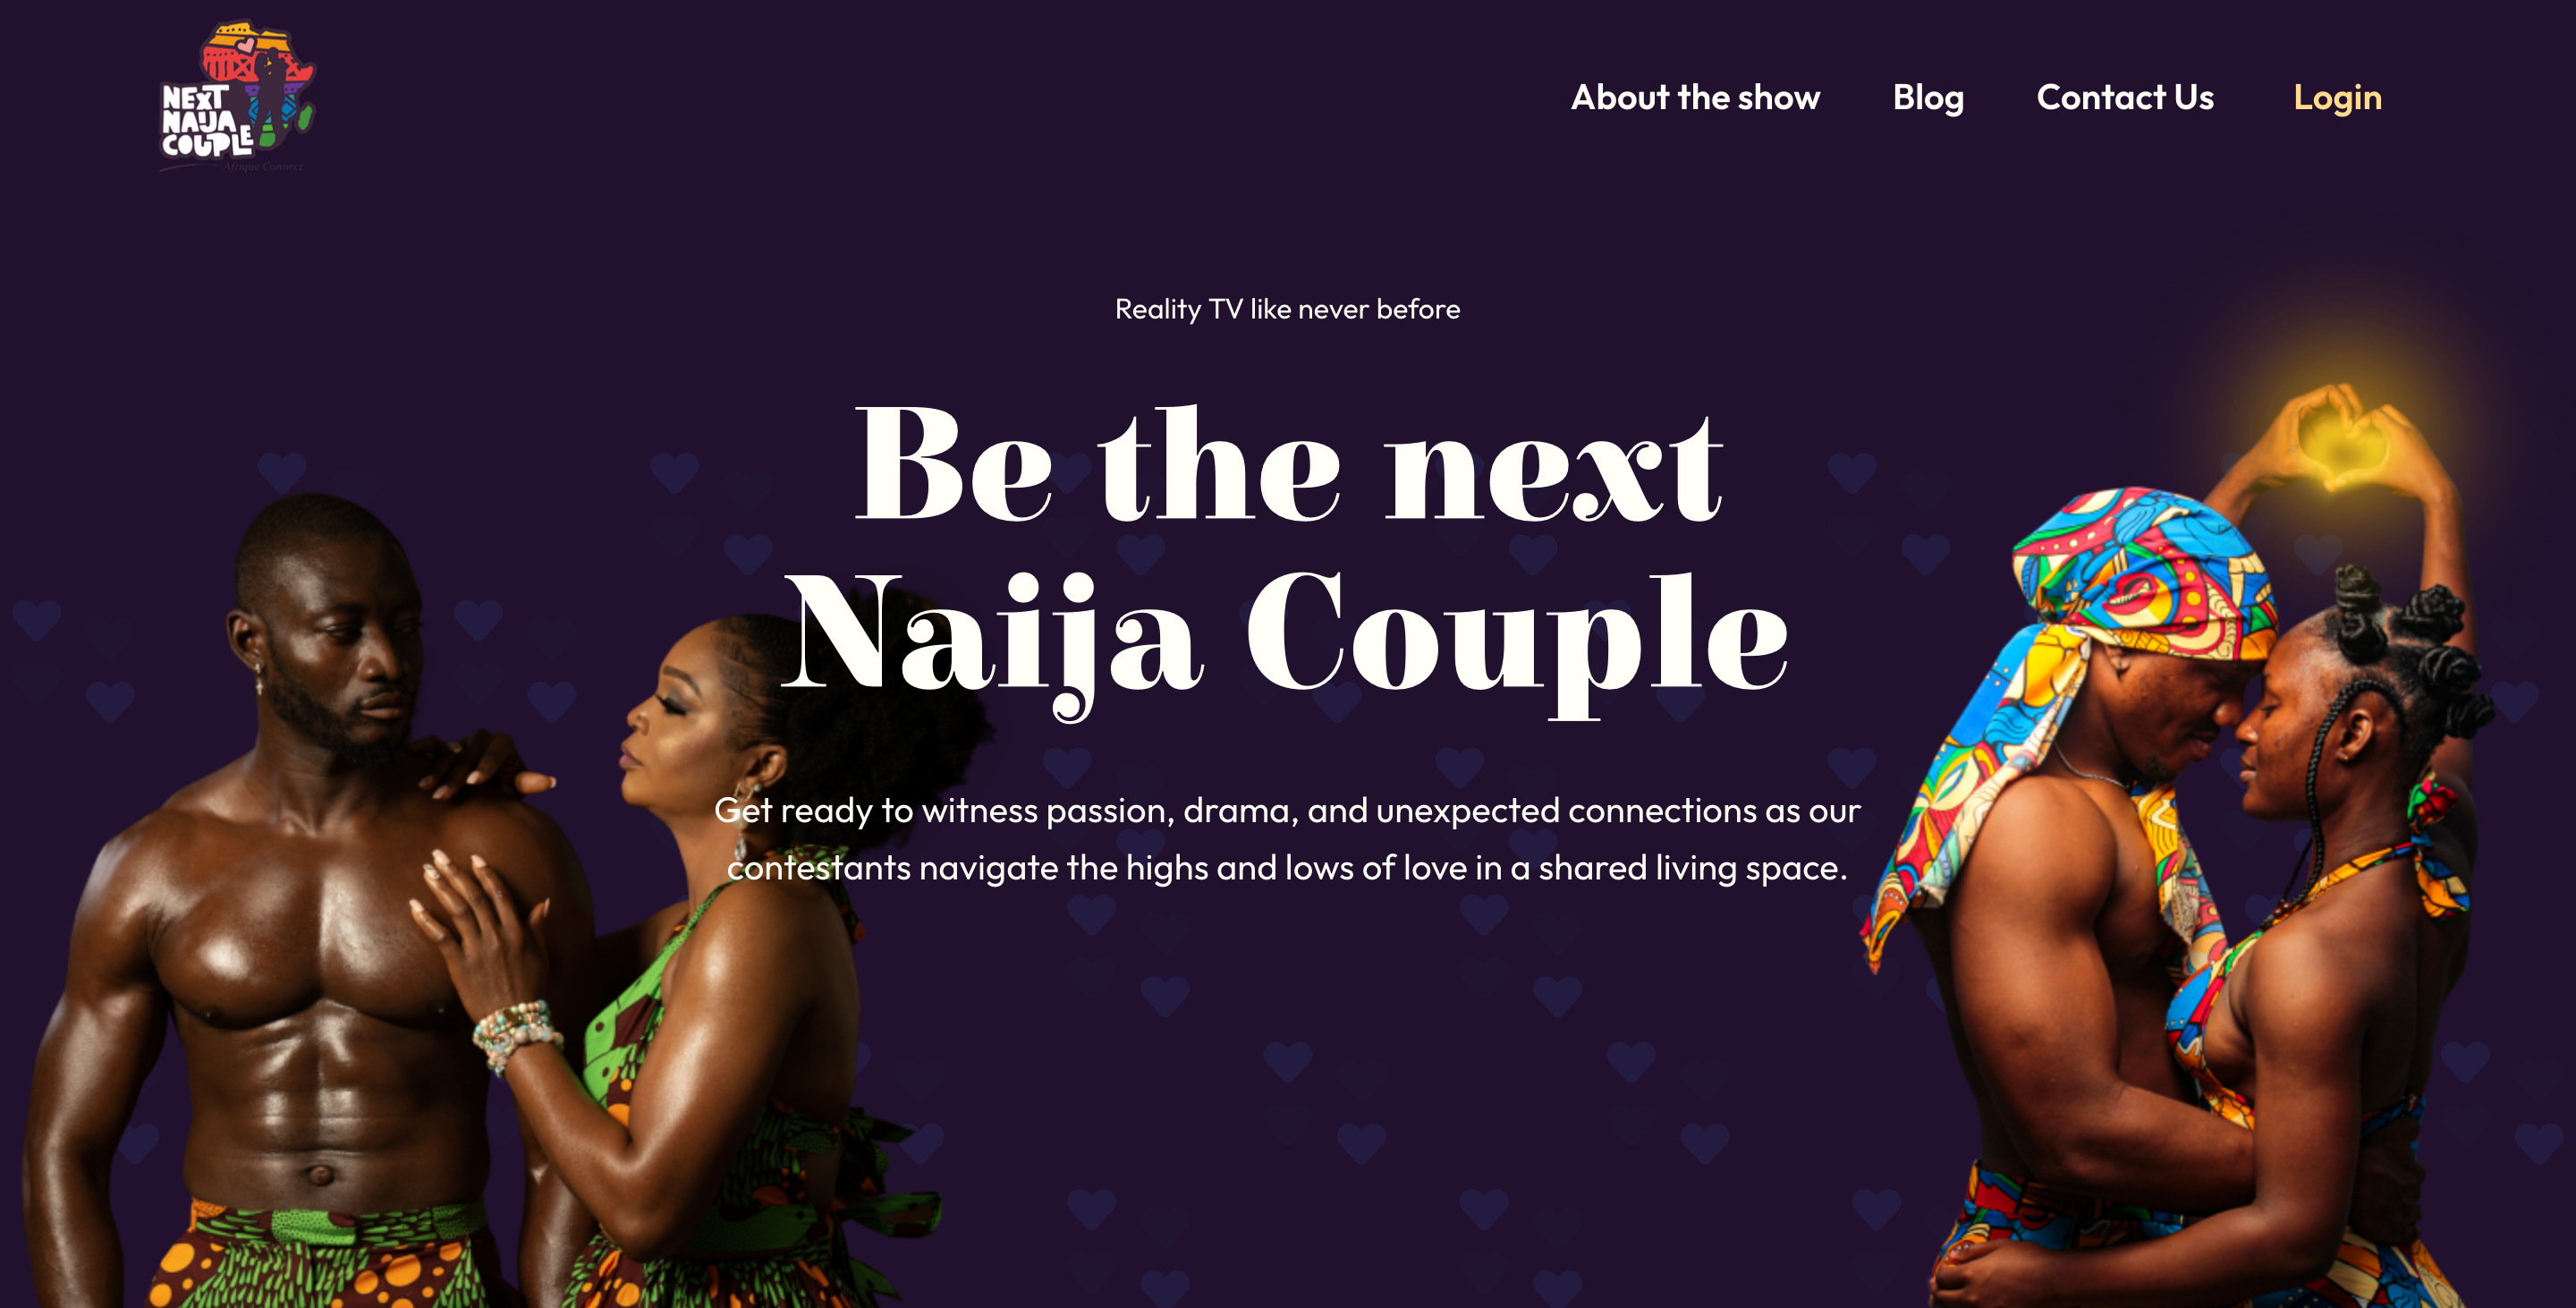 NEXT
NAIJA
COUPLE
Afrique Connect
About the show
Blog
Contact Us
Login
Reality TV like never before
Be the next
Naija Couple
Get ready to witness passion, drama, and unexpected connections as our
contestants navigate the highs and lows of love in a shared living space.